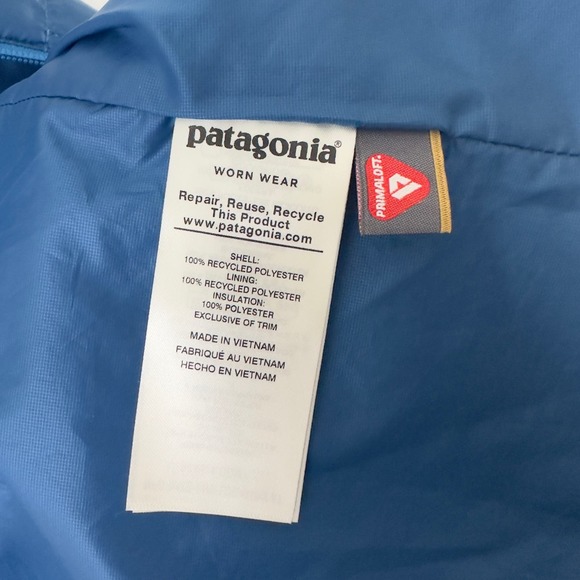 patagonia®
WORN WEAR
Repair, Reuse, Recycle
This Product
www.patagonia.com
SHELL:
100% RECYCLED POLYESTER
LINING:
100% RECYCLED POLYESTER
INSULATION:
100% POLYESTER
EXCLUSIVE OF TRIM
MADE IN VIETNAM
FABRIQUÉ AU VIETNAM
HECHO EN VIETNAM
PRIMALOFT®